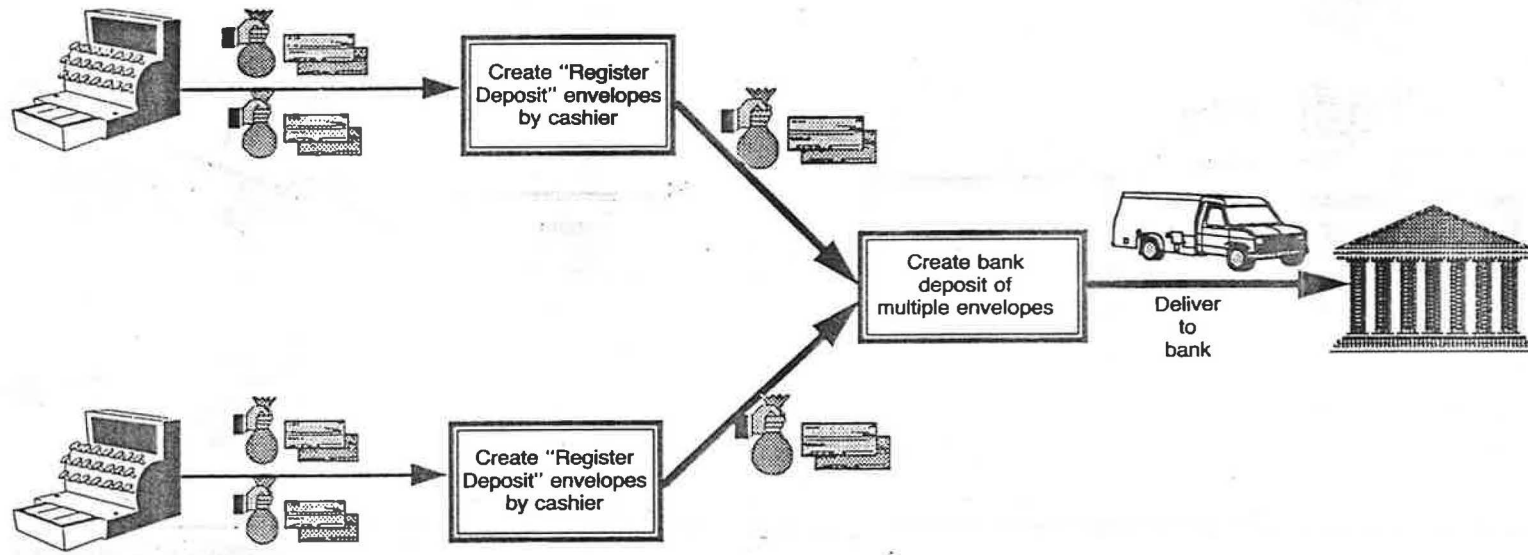 Create "Register
Deposit" envelopes
by cashier
Create bank
deposit of
multiple envelopes
Deliver
to
bank
Create "Register
Deposit" envelopes
by cashier